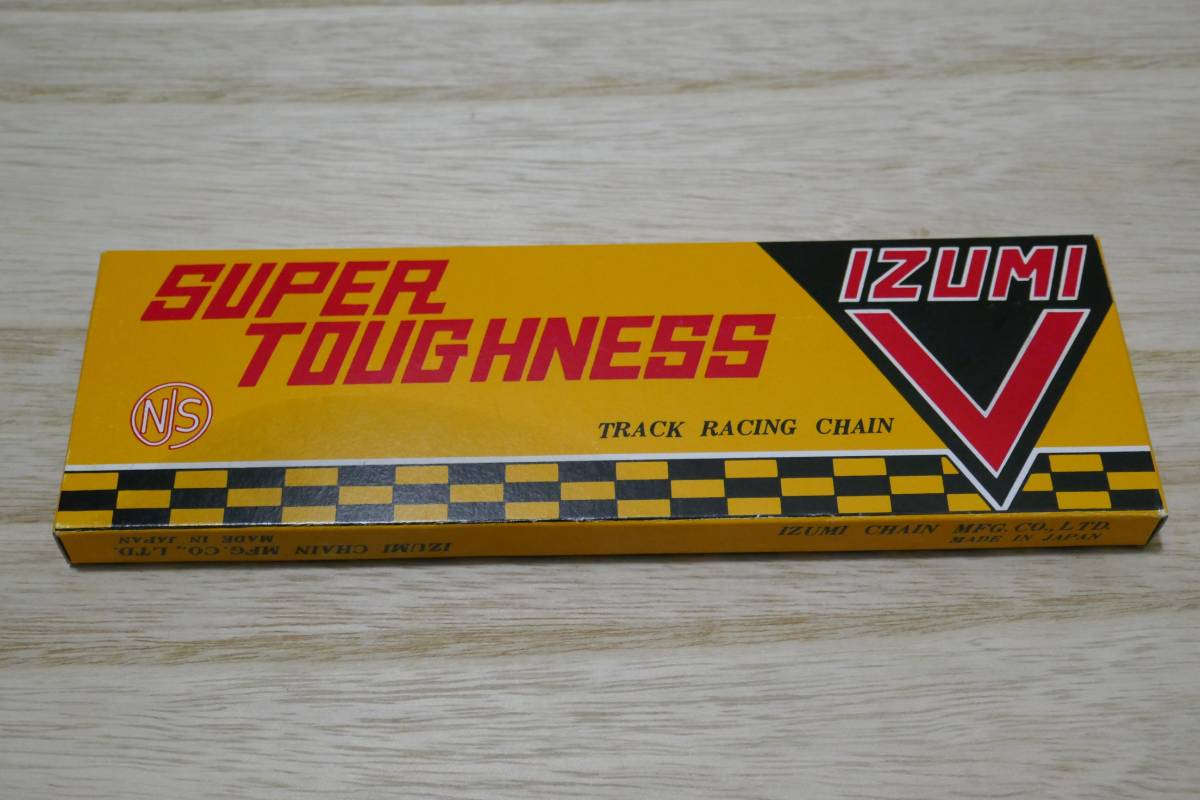 SUPER
TOUGHNESS
IZUMI
V
NJS
TRACK RACING CHAIN
IZUMI CHAIN MFG. CO., LTD.
MADE IN JAPAN
IZUMI CHAIN MFG. CO., LTD.
MADE IN JAPAN